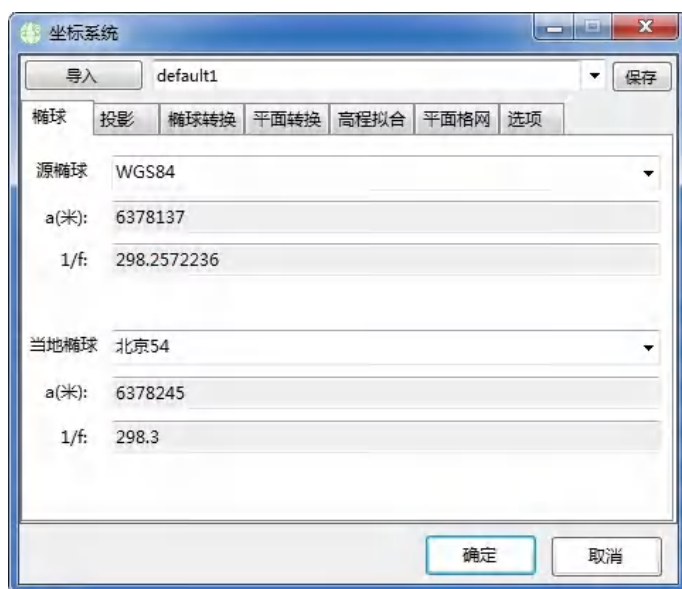 坐标系统
导入 default1 保存
椭球 投影 椭球转换 平面转换 高程拟合 平面格网 选项
源椭球 WGS84
a(米): 6378137
1/f: 298.2572236
当地椭球 北京54
a(米): 6378245
1/f: 298.3
确定 取消